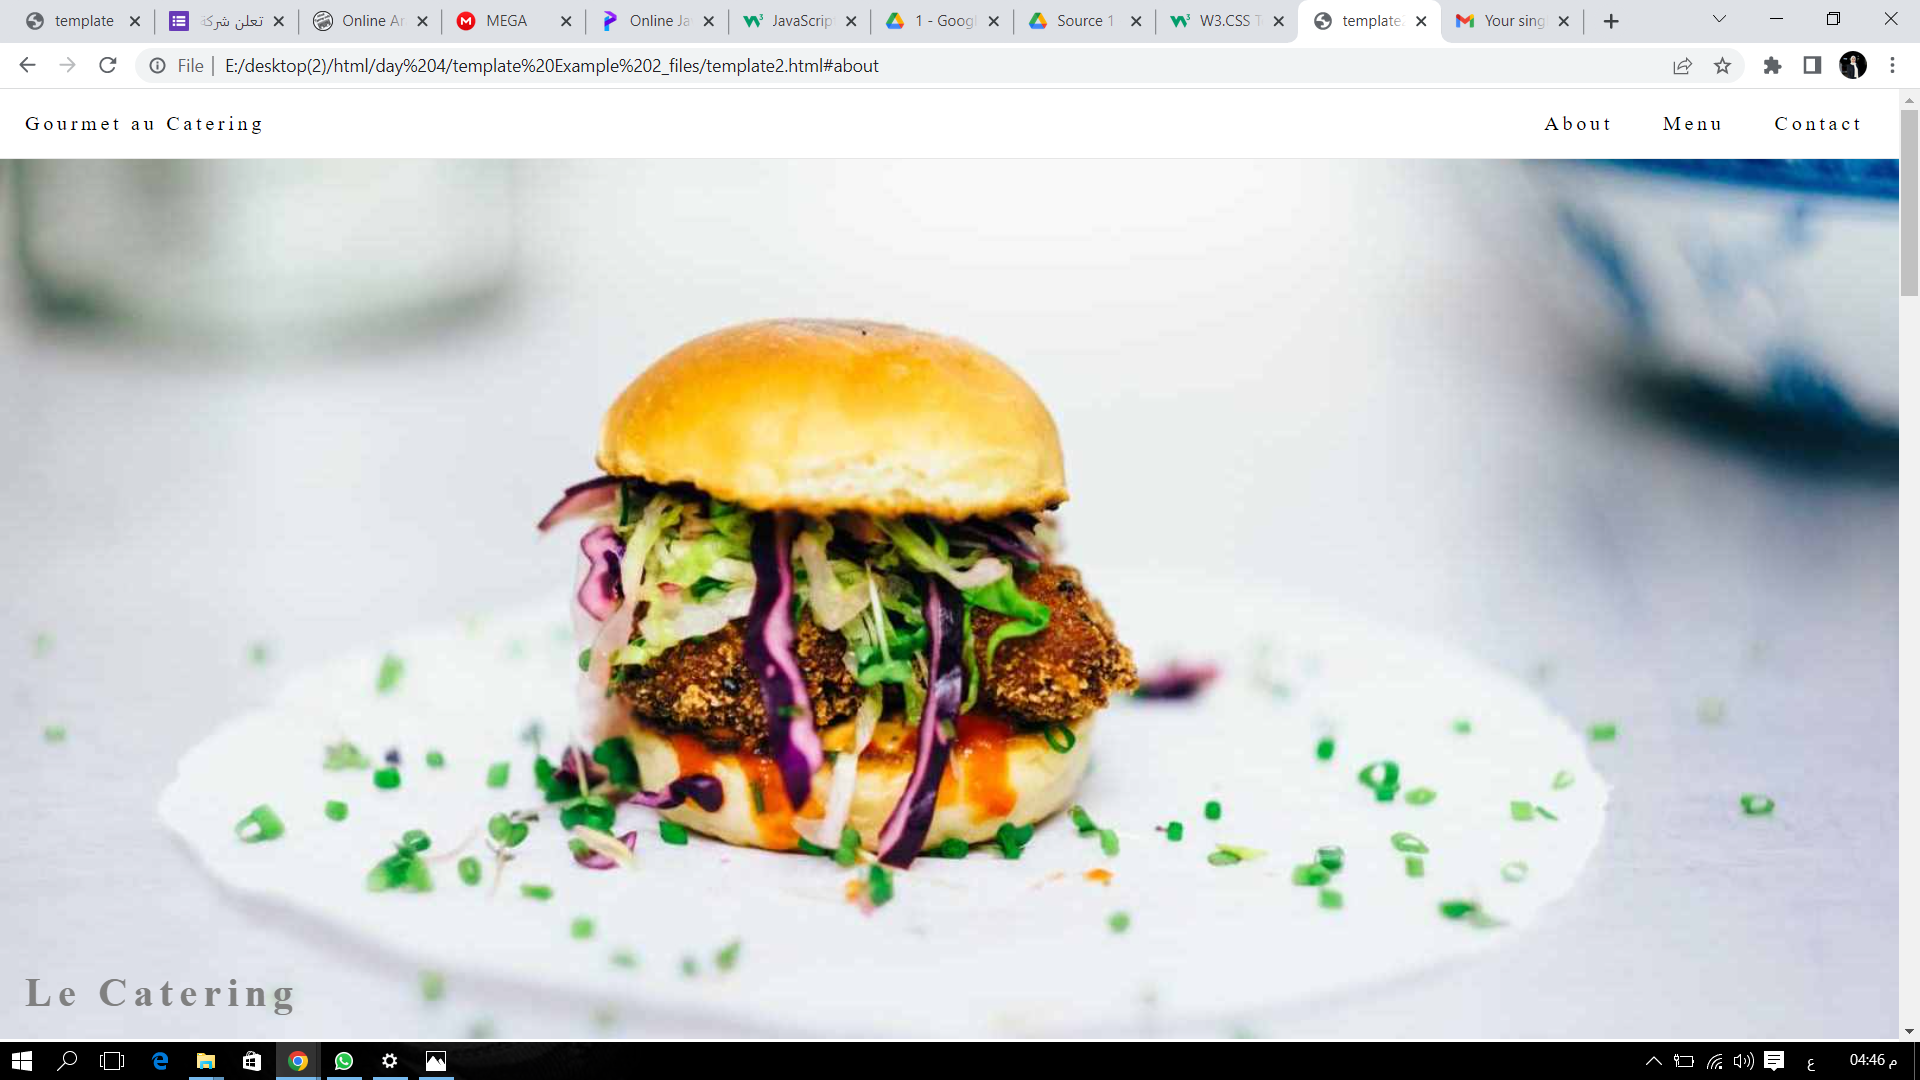 template
تعلن شركة
Online Ar
MEGA
Online Ja
JavaScrip
1 - Goog
Source 1
W3.CSS T
template
Your sing
File
E:/desktop(2)/html/day%204/template%20Example%202_files/template2.html#about
Gourmet au Catering
About
Menu
Contact
Le Catering
ع
04:46 م